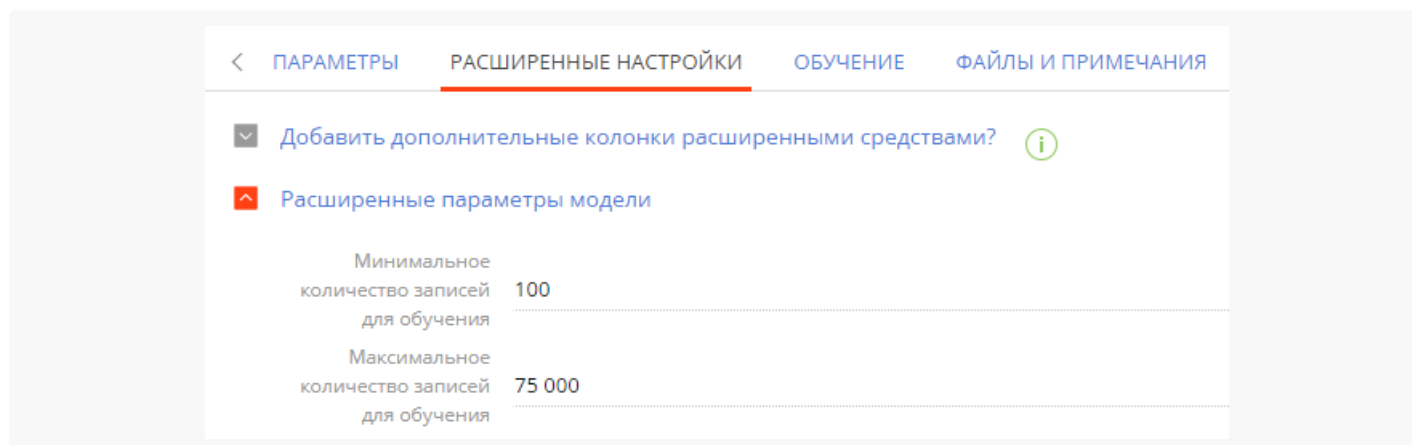 ПАРАМЕТРЫ РАСШИРЕННЫЕ НАСТРОЙКИ ОБУЧЕНИЕ ФАЙЛЫ И ПРИМЕЧАНИЯ
Добавить дополнительные колонки расширенными средствами? i
Расширенные параметры модели
Минимальное
количество записей 100
для обучения
Максимальное
количество записей 75 000
для обучения